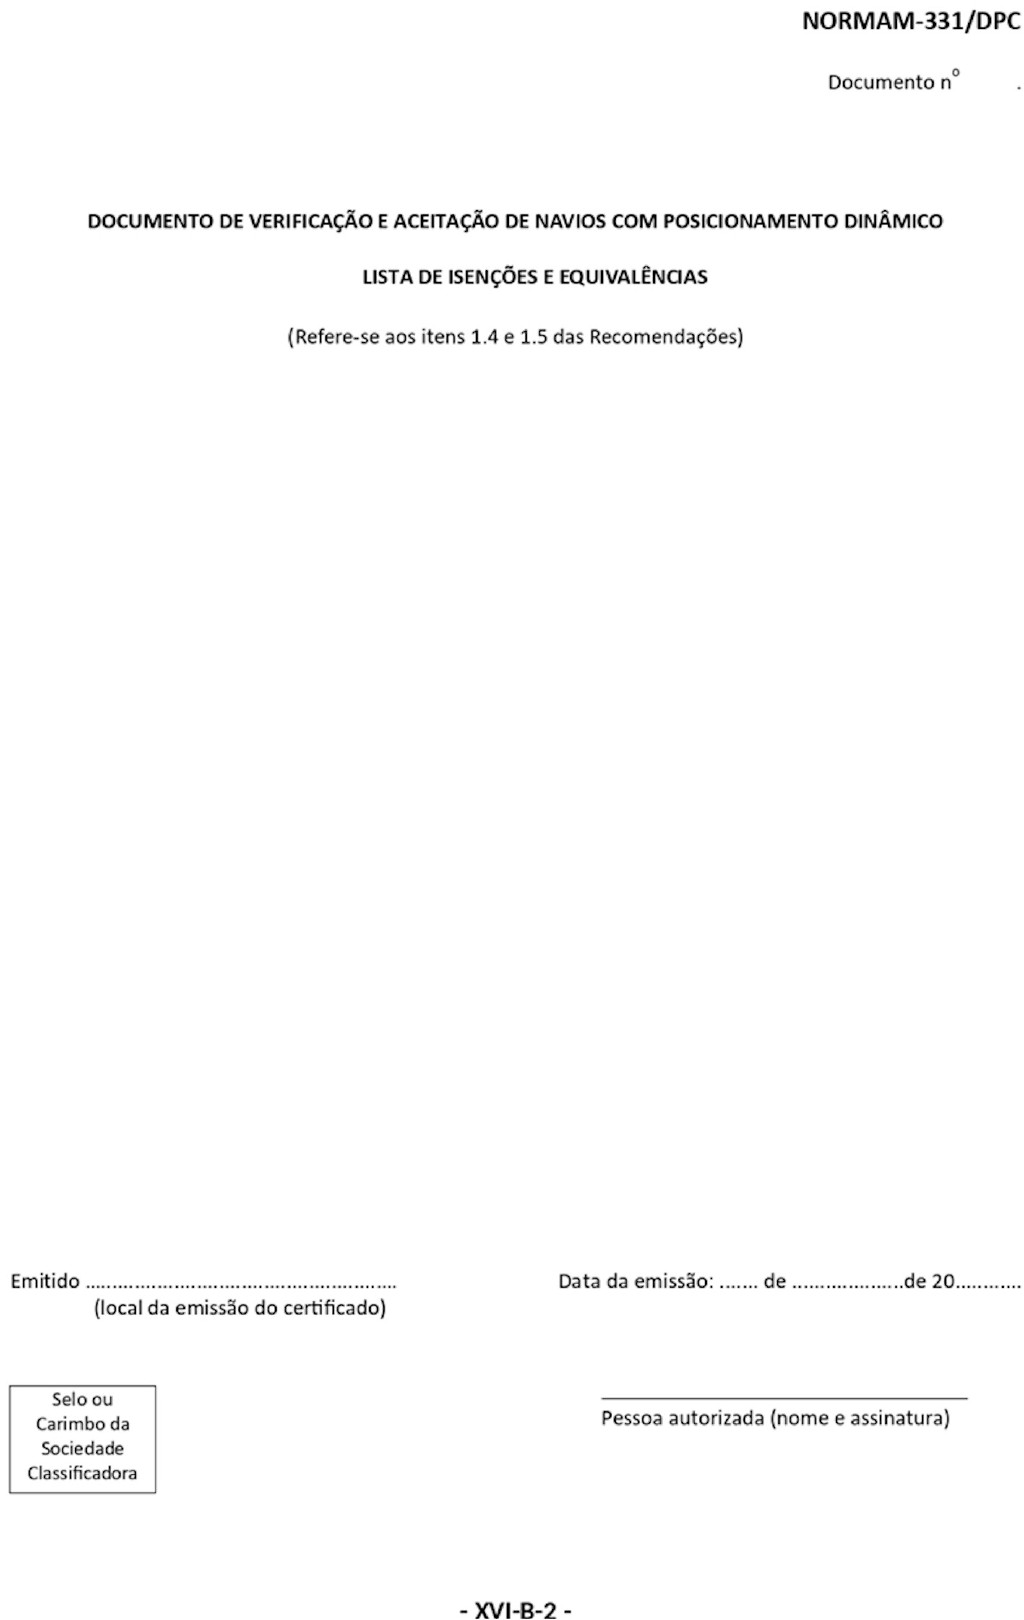 NORMAM-331/DPC
Documento nº .
DOCUMENTO DE VERIFICAÇÃO E ACEITAÇÃO DE NAVIOS COM POSICIONAMENTO DINÂMICO
LISTA DE ISENÇÕES E EQUIVALÊNCIAS
(Refere-se aos itens 1.4 e 1.5 das Recomendações)
Emitido ............................................................ Data da emissão: ....... de .....................de 20............
(local da emissão do certificado)
Selo ou
Carimbo da
Sociedade
Classificadora
Pessoa autorizada (nome e assinatura)
- XVI-B-2 -